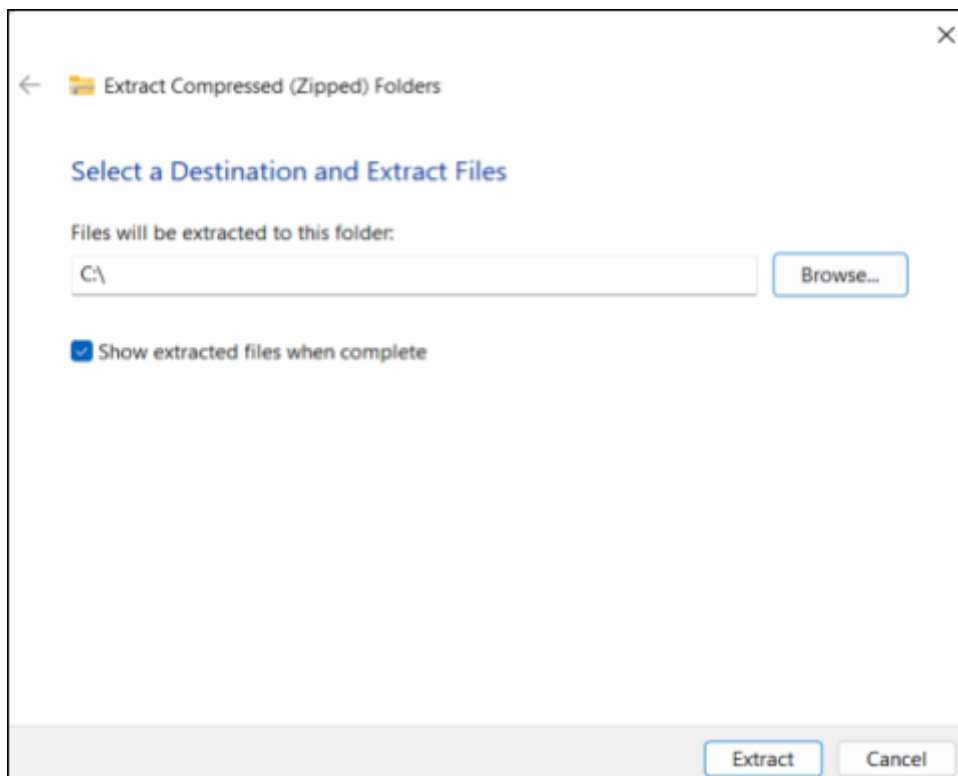 Extract Compressed (Zipped) Folders
Select a Destination and Extract Files
Files will be extracted to this folder:
C:\
Browse...
Show extracted files when complete
Extract
Cancel